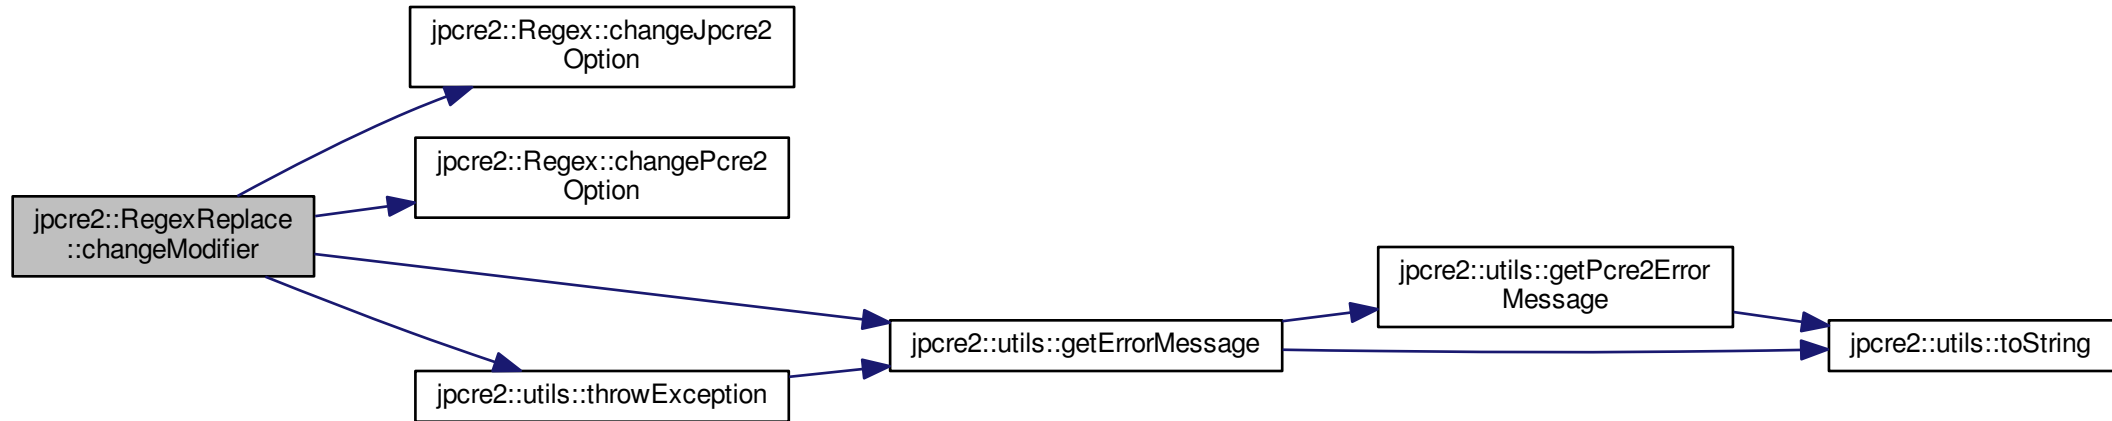 jpcre2::Regex::changeJpcre2
Option
jpcre2::Regex::changePcre2
Option
jpcre2::RegexReplace
::changeModifier
jpcre2::utils::getPcre2Error
Message
jpcre2::utils::getErrorMessage
jpcre2::utils::toString
jpcre2::utils::throwException